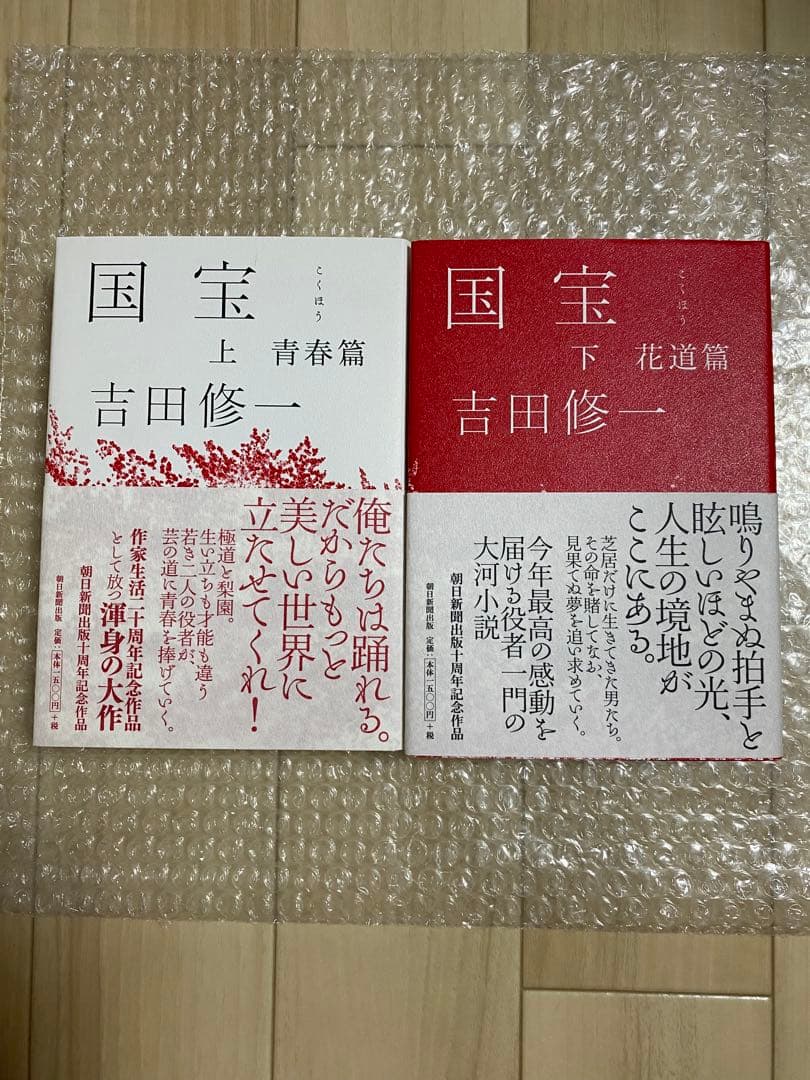 国宝
こくほう
上 青春篇
吉田修一
俺たちは踊れる。
だからもっと
美しい世界に
立たせてくれ！
極道と梨園。
生い立ちも才能も違う
若き二人の役者が、
芸の道に青春を捧げていく。
作家生活二十周年記念作品
として放つ渾身の大作
朝日新聞出版十周年記念作品
朝日新聞出版 定価：本体一五〇〇円+税
国宝
こくほう
下 花道篇
吉田修一
鳴りやまぬ拍手と
眩しいほどの光、
人生の境地が
ここにある。
芝居だけに生きてきた男たち。
その命を賭してなお、
見果てぬ夢を追い求めていく。
今年最高の感動を
届ける役者一門の
大河小説
朝日新聞出版十周年記念作品
朝日新聞出版 定価：本体一五〇〇円+税